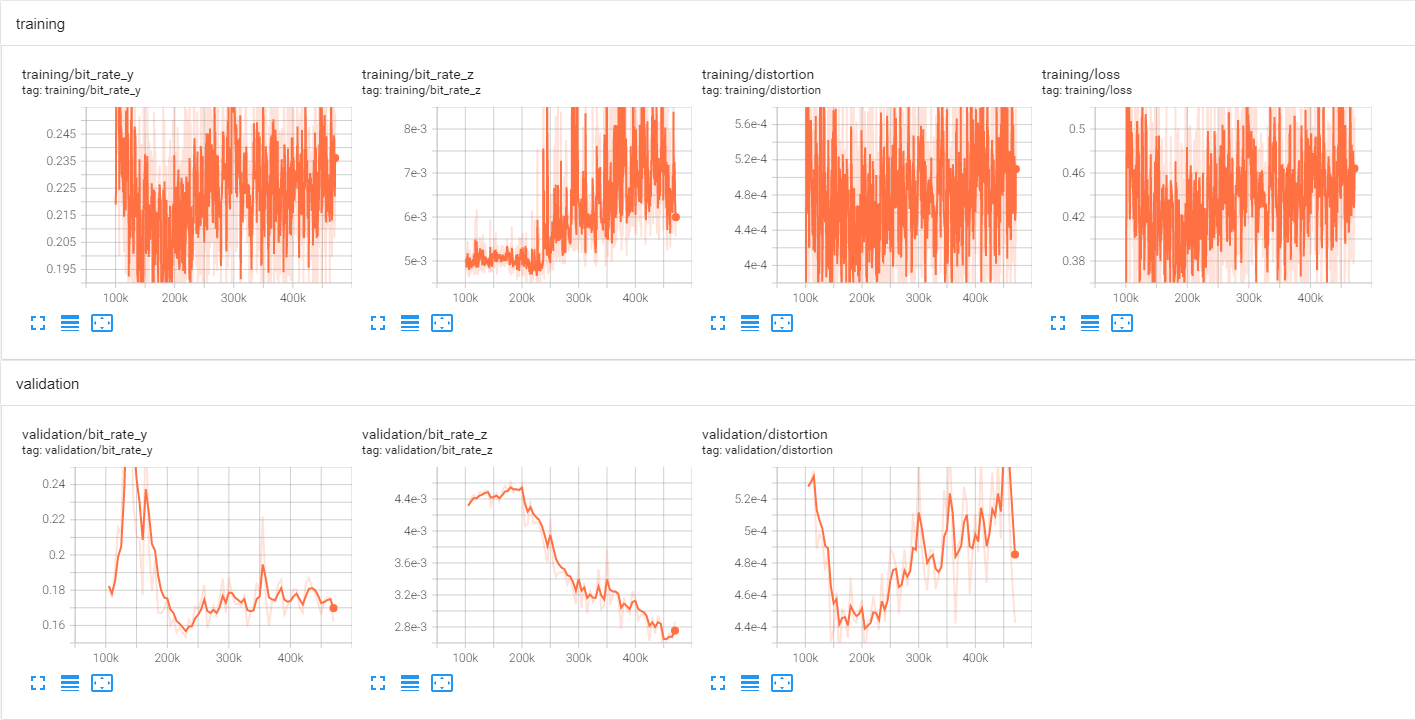 training
training/bit_rate_y
tag: training/bit_rate_y
0.245
0.235
0.225
0.215
0.205
0.195
100k 200k 300k 400k
training/bit_rate_z
tag: training/bit_rate_z
8e-3
7e-3
6e-3
5e-3
100k 200k 300k 400k
training/distortion
tag: training/distortion
5.6e-4
5.2e-4
4.8e-4
4.4e-4
4e-4
100k 200k 300k 400k
training/loss
tag: training/loss
0.5
0.46
0.42
0.38
100k 200k 300k 400k
validation
validation/bit_rate_y
tag: validation/bit_rate_y
0.24
0.22
0.2
0.18
0.16
100k 200k 300k 400k
validation/bit_rate_z
tag: validation/bit_rate_z
4.4e-3
4e-3
3.6e-3
3.2e-3
2.8e-3
100k 200k 300k 400k
validation/distortion
tag: validation/distortion
5.2e-4
5e-4
4.8e-4
4.6e-4
4.4e-4
100k 200k 300k 400k